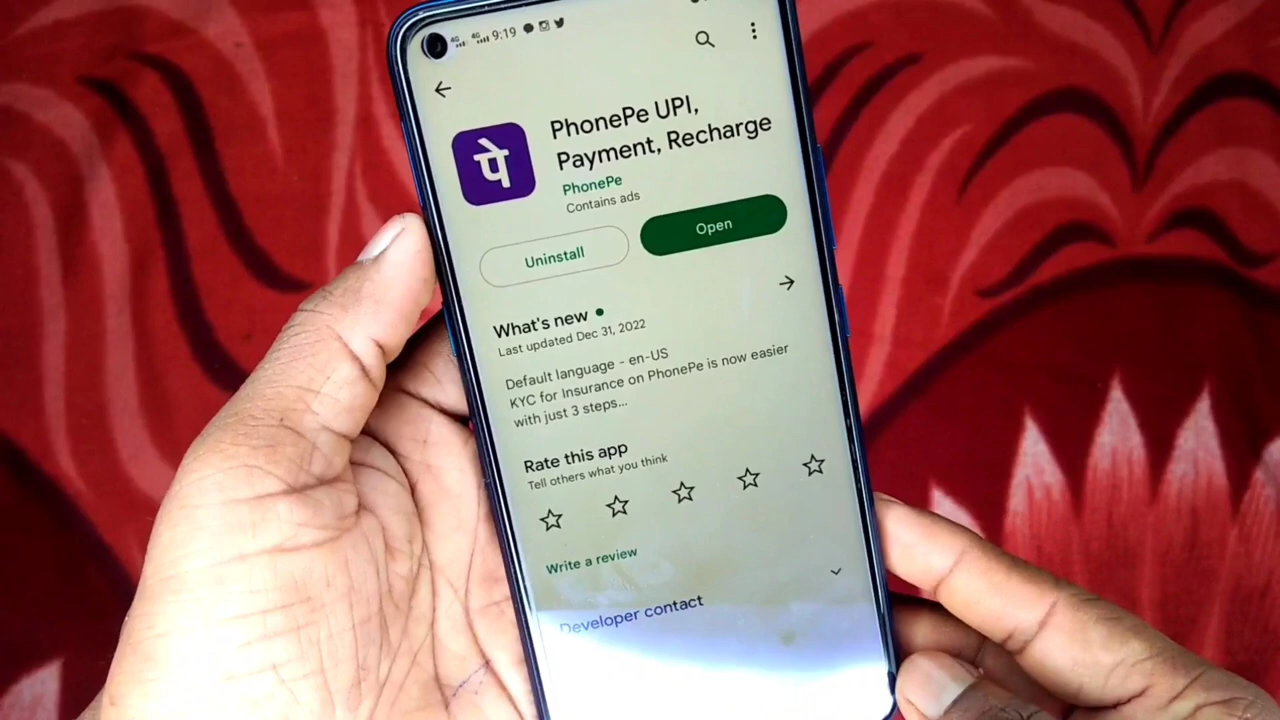 4G 4G 9:19
पे
PhonePe UPI,
Payment, Recharge
PhonePe
Contains ads
Uninstall
Open
What's new
Last updated Dec 31, 2022
Default language - en-US
KYC for Insurance on PhonePe is now easier
with just 3 steps...
Rate this app
Tell others what you think
Write a review
Developer contact